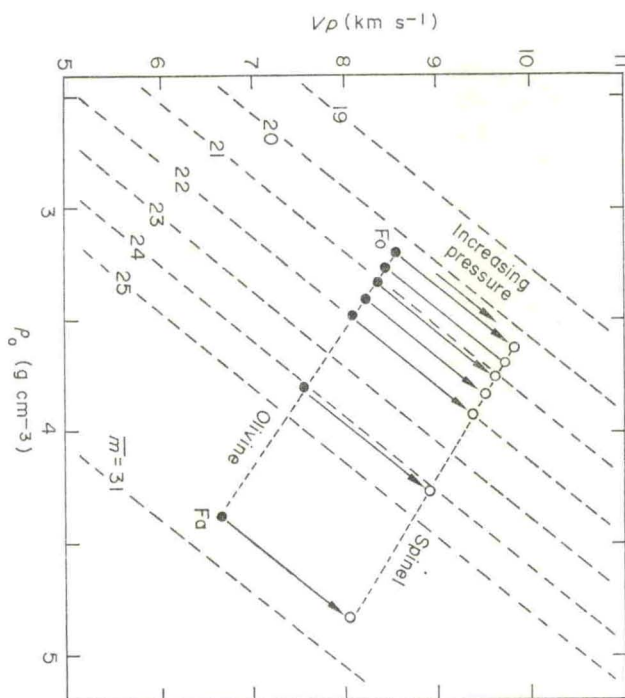 Vp (km s-1)
5
6
7
8
9
10
11
19
20
21
22
23
24
25
m=31
Fo
Fa
Olivine
Spinel
Increasing
pressure
3
4
5
ρo (g cm-3)